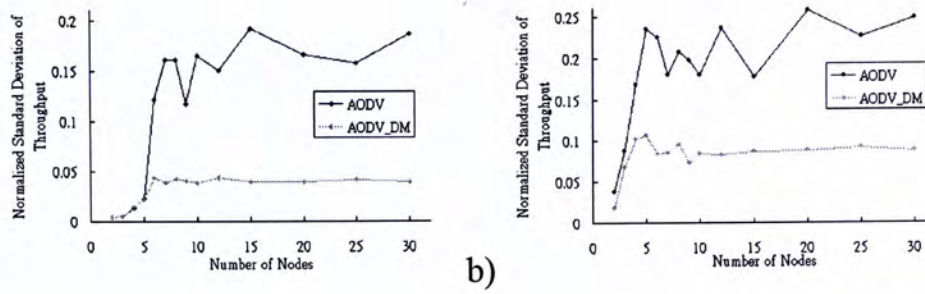 Normalized Standard Deviation of
Throughput
0.2
0.15
0.1
0.05
0
0 5 10 15 20 25 30
Number of Nodes
AODV
AODV_DM
b)
Normalized Standard Deviation of
Throughput
0.25
0.2
0.15
0.1
0.05
0
0 5 10 15 20 25 30
Number of Nodes
AODV
AODV_DM